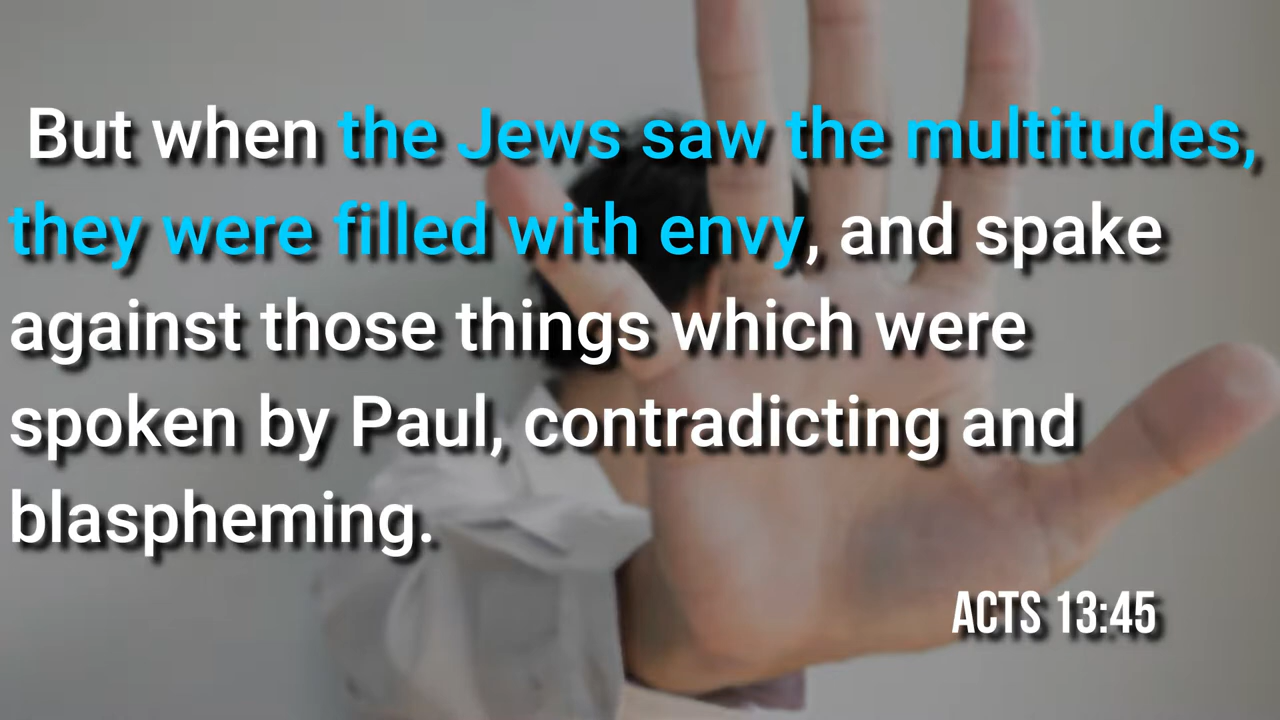 But when the Jews saw the multitudes,
they were filled with envy, and spake
against those things which were
spoken by Paul, contradicting and
blaspheming.
ACTS 13:45